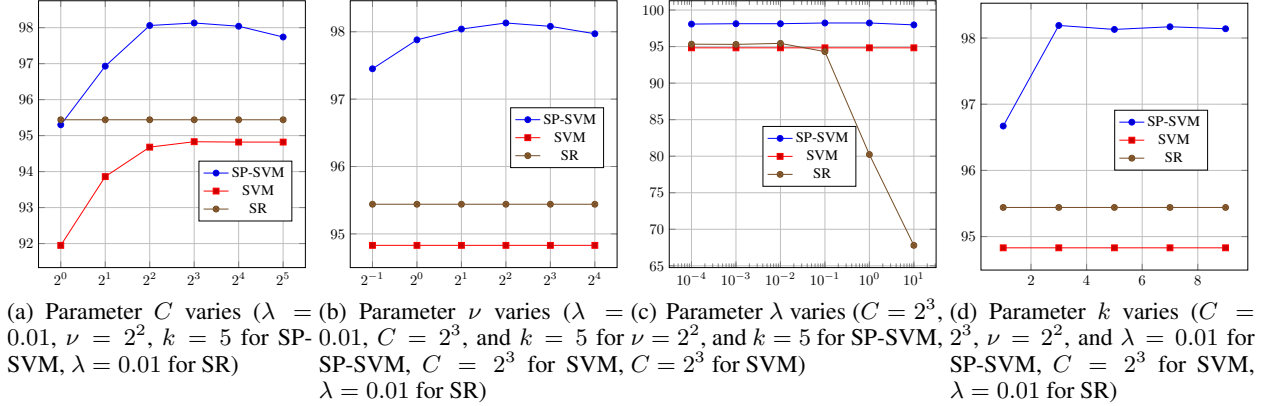 98
97
96
95
94
93
92
2^0 2^1 2^2 2^3 2^4 2^5
SP-SVM
SVM
SR
98
97
96
95
2^−1 2^0 2^1 2^2 2^3 2^4
SP-SVM
SVM
SR
100
95
90
85
80
75
70
65
10^−4 10^−3 10^−2 10^−1 10^0 10^1
SP-SVM
SVM
SR
98
97
96
95
2 4 6 8
SP-SVM
SVM
SR
(a) Parameter C varies (λ =
0.01, ν = 2^2, k = 5 for SP-
SVM, λ = 0.01 for SR)
(b) Parameter ν varies (λ =
0.01, C = 2^3, and k = 5 for
SP-SVM, C = 2^3 for SVM,
λ = 0.01 for SR)
(c) Parameter λ varies (C = 2^3,
ν = 2^2, and k = 5 for SP-SVM,
C = 2^3 for SVM)
(d) Parameter k varies (C =
2^3, ν = 2^2, and λ = 0.01 for
SP-SVM, C = 2^3 for SVM,
λ = 0.01 for SR)